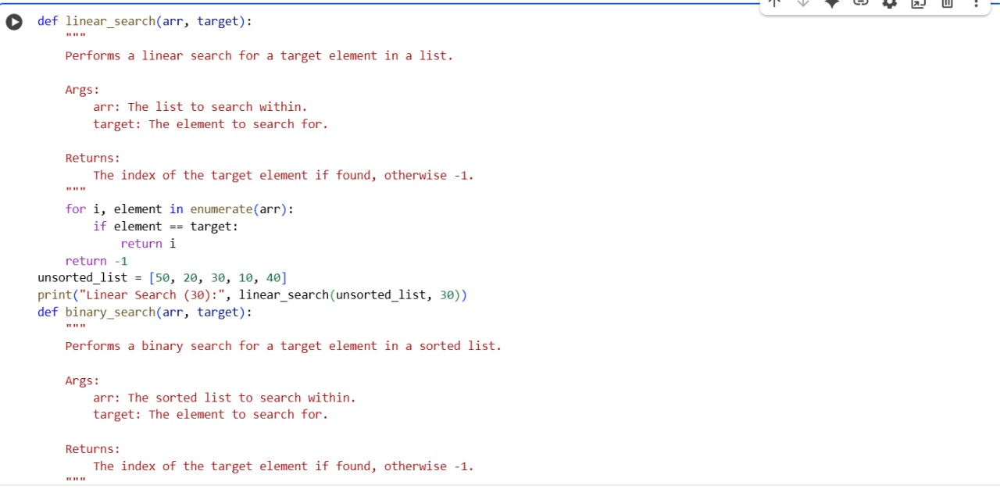 def linear_search(arr, target):
    """
    Performs a linear search for a target element in a list.

    Args:
        arr: The list to search within.
        target: The element to search for.

    Returns:
        The index of the target element if found, otherwise -1.
    """
    for i, element in enumerate(arr):
        if element == target:
            return i
    return -1
unsorted_list = [50, 20, 30, 10, 40]
print("Linear Search (30):", linear_search(unsorted_list, 30))
def binary_search(arr, target):
    """
    Performs a binary search for a target element in a sorted list.

    Args:
        arr: The sorted list to search within.
        target: The element to search for.

    Returns:
        The index of the target element if found, otherwise -1.
    """